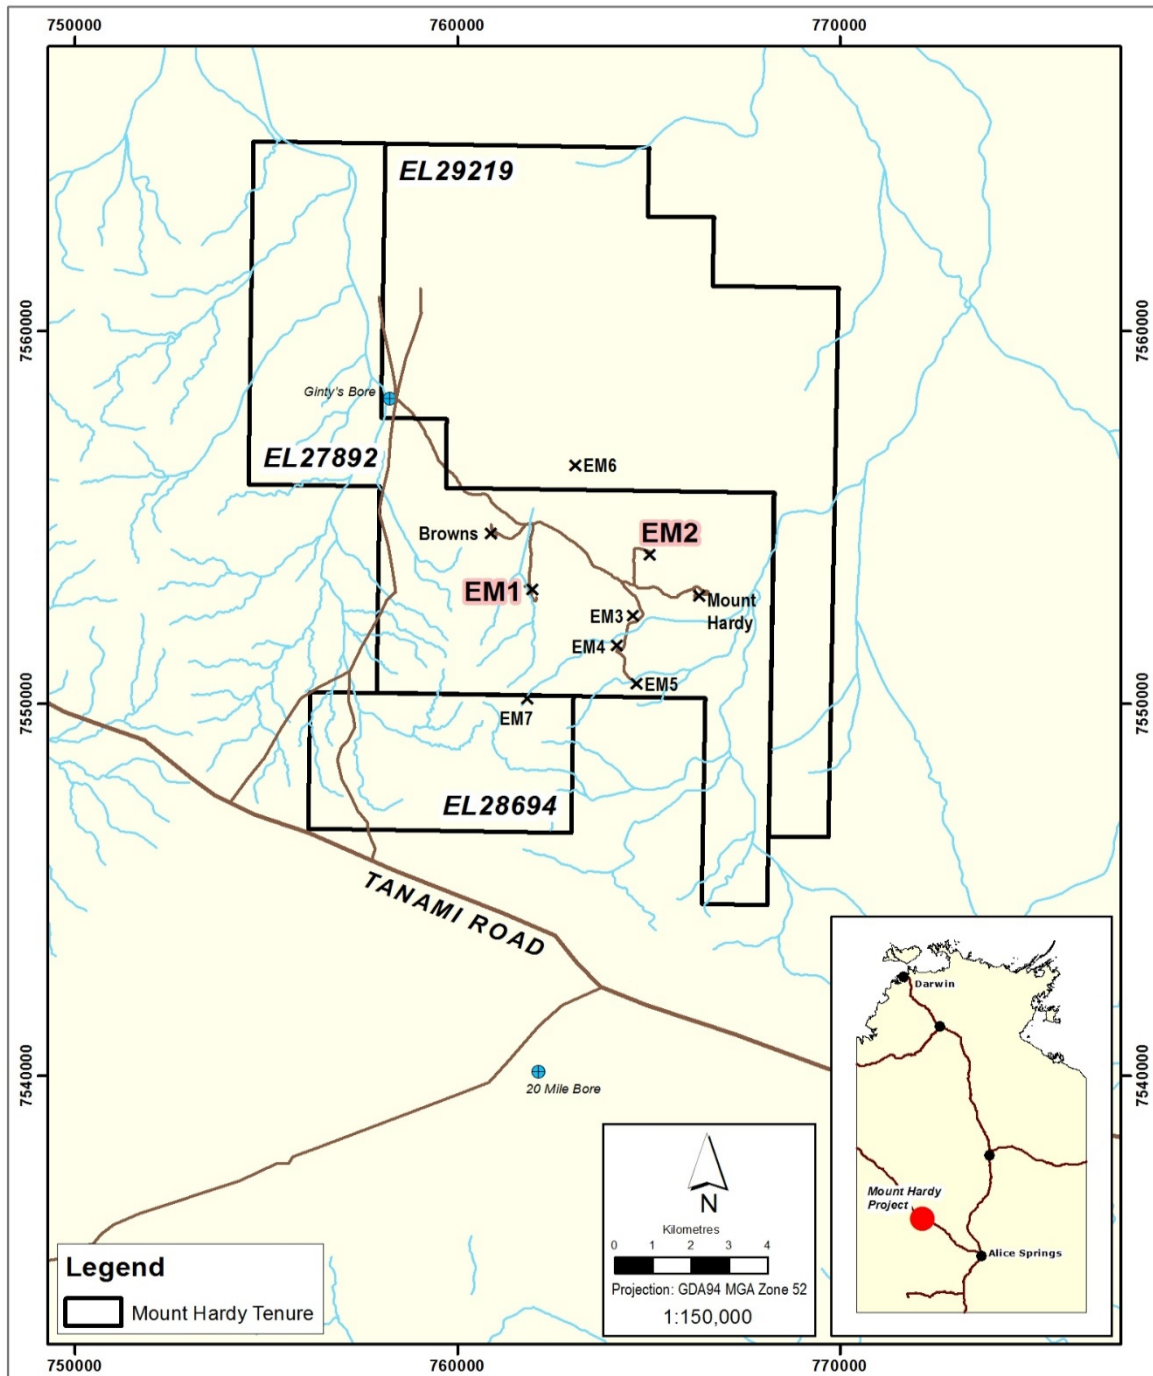 750000
760000
770000
EL29219
7560000
7560000
Ginty's Bore
EL27892
EM6
Browns
EM2
EM1
Mount
Hardy
EM3
EM4
EM5
EM7
7550000
7550000
EL28694
TANAMI ROAD
Darwin
7540000
7540000
20 Mile Bore
Mount Hardy
Project
Alice Springs
N
Kilometres
0 1 2 3 4
Projection: GDA94 MGA Zone 52
1:150,000
Legend
Mount Hardy Tenure
750000
760000
770000